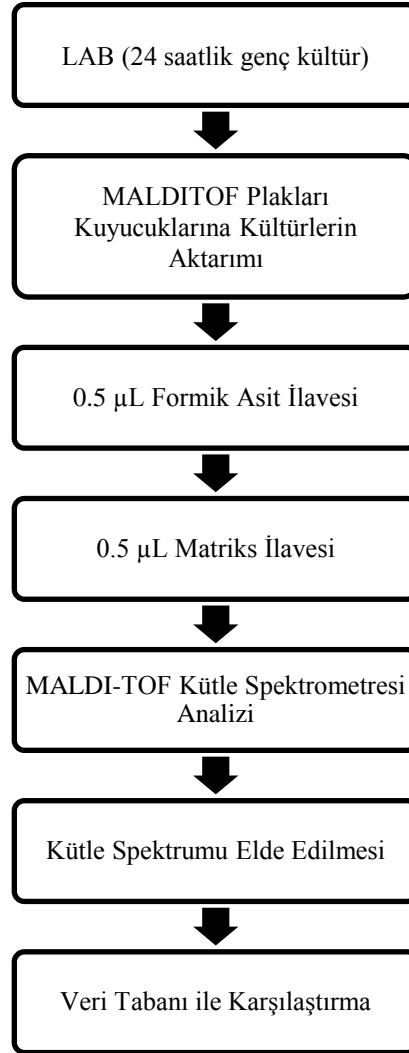 LAB (24 saatlik genç kültür)
MALDITOF Plakları
Kuyucuklarına Kültürlerin
Aktarımı
0.5 µL Formik Asit İlavesi
0.5 µL Matriks İlavesi
MALDI-TOF Kütle Spektrometresi
Analizi
Kütle Spektrumu Elde Edilmesi
Veri Tabanı ile Karşılaştırma